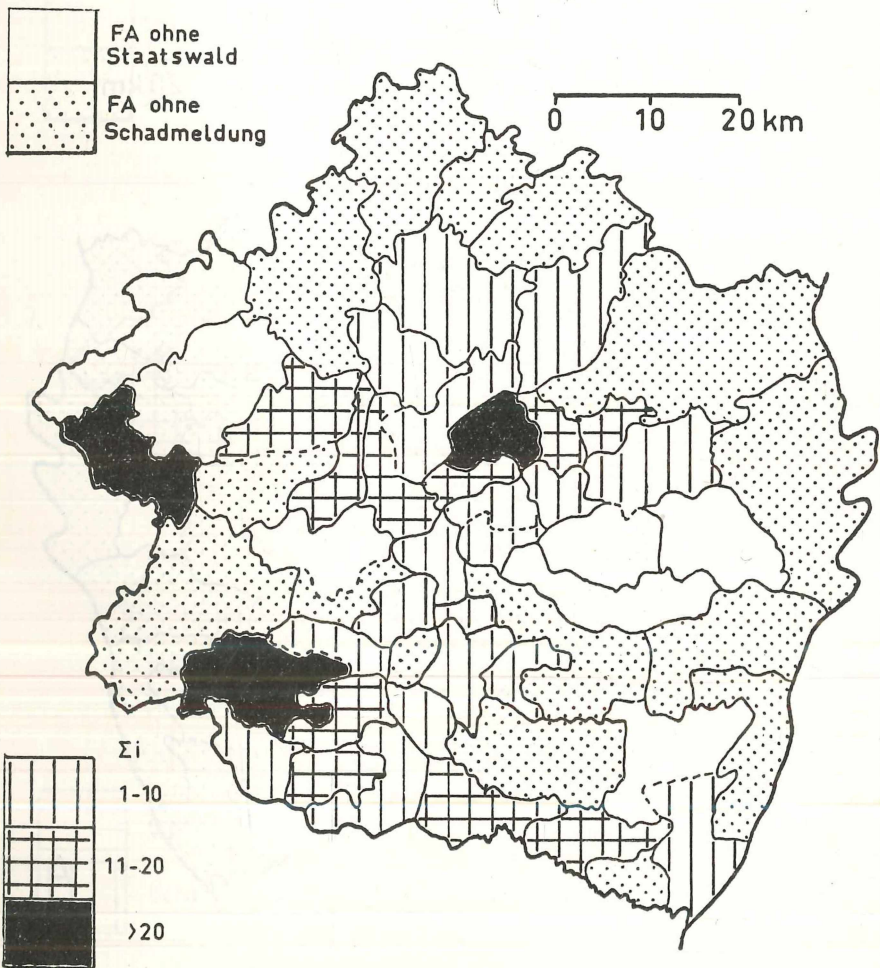 FA ohne
Staatswald
FA ohne
Schadmeldung
0 10 20 km
Σi
1-10
11-20
>20